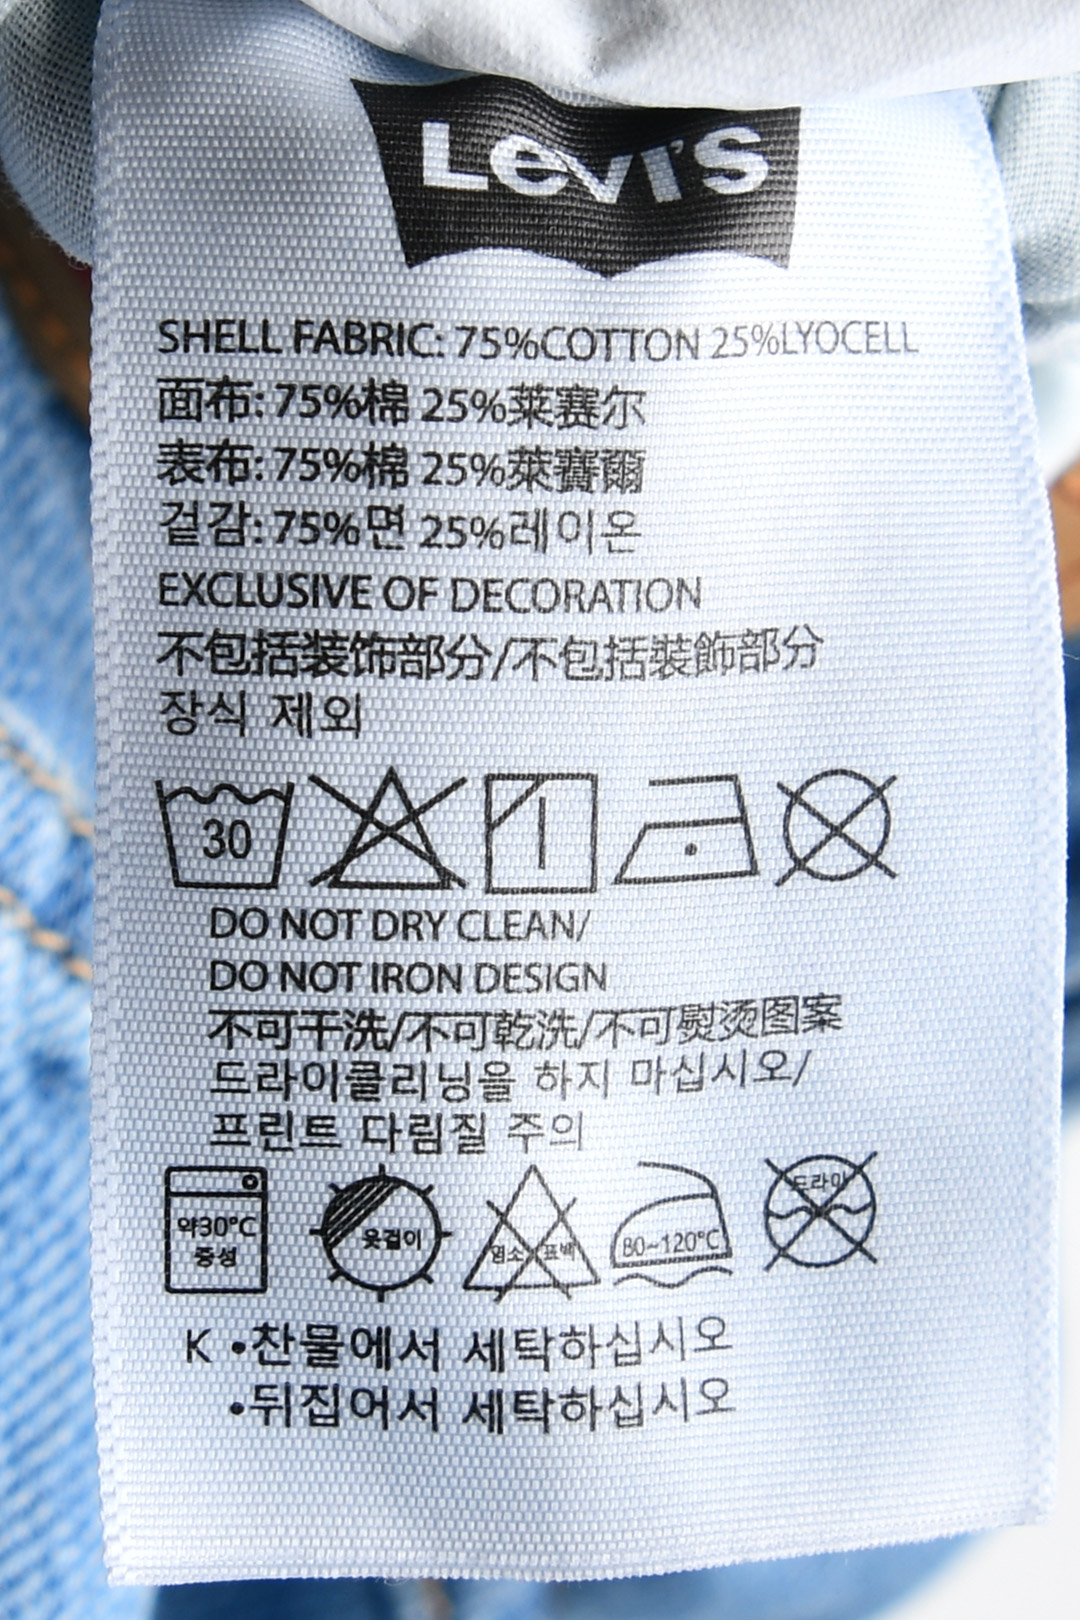 Levi's
SHELL FABRIC: 75%COTTON 25%LYOCELL
面布: 75%棉 25%莱赛尔
表布: 75%棉 25%萊賽爾
겉감: 75%면 25%레이온
EXCLUSIVE OF DECORATION
不包括装饰部分/不包括裝飾部分
장식 제외
30
DO NOT DRY CLEAN/
DO NOT IRON DESIGN
不可干洗/不可乾洗/不可熨烫图案
드라이클리닝을 하지 마십시오/
프린트 다림질 주의
약30°C 옷걸이 염소 표백 80~120°C 드라이
중성
K •찬물에서 세탁하십시오
•뒤집어서 세탁하십시오